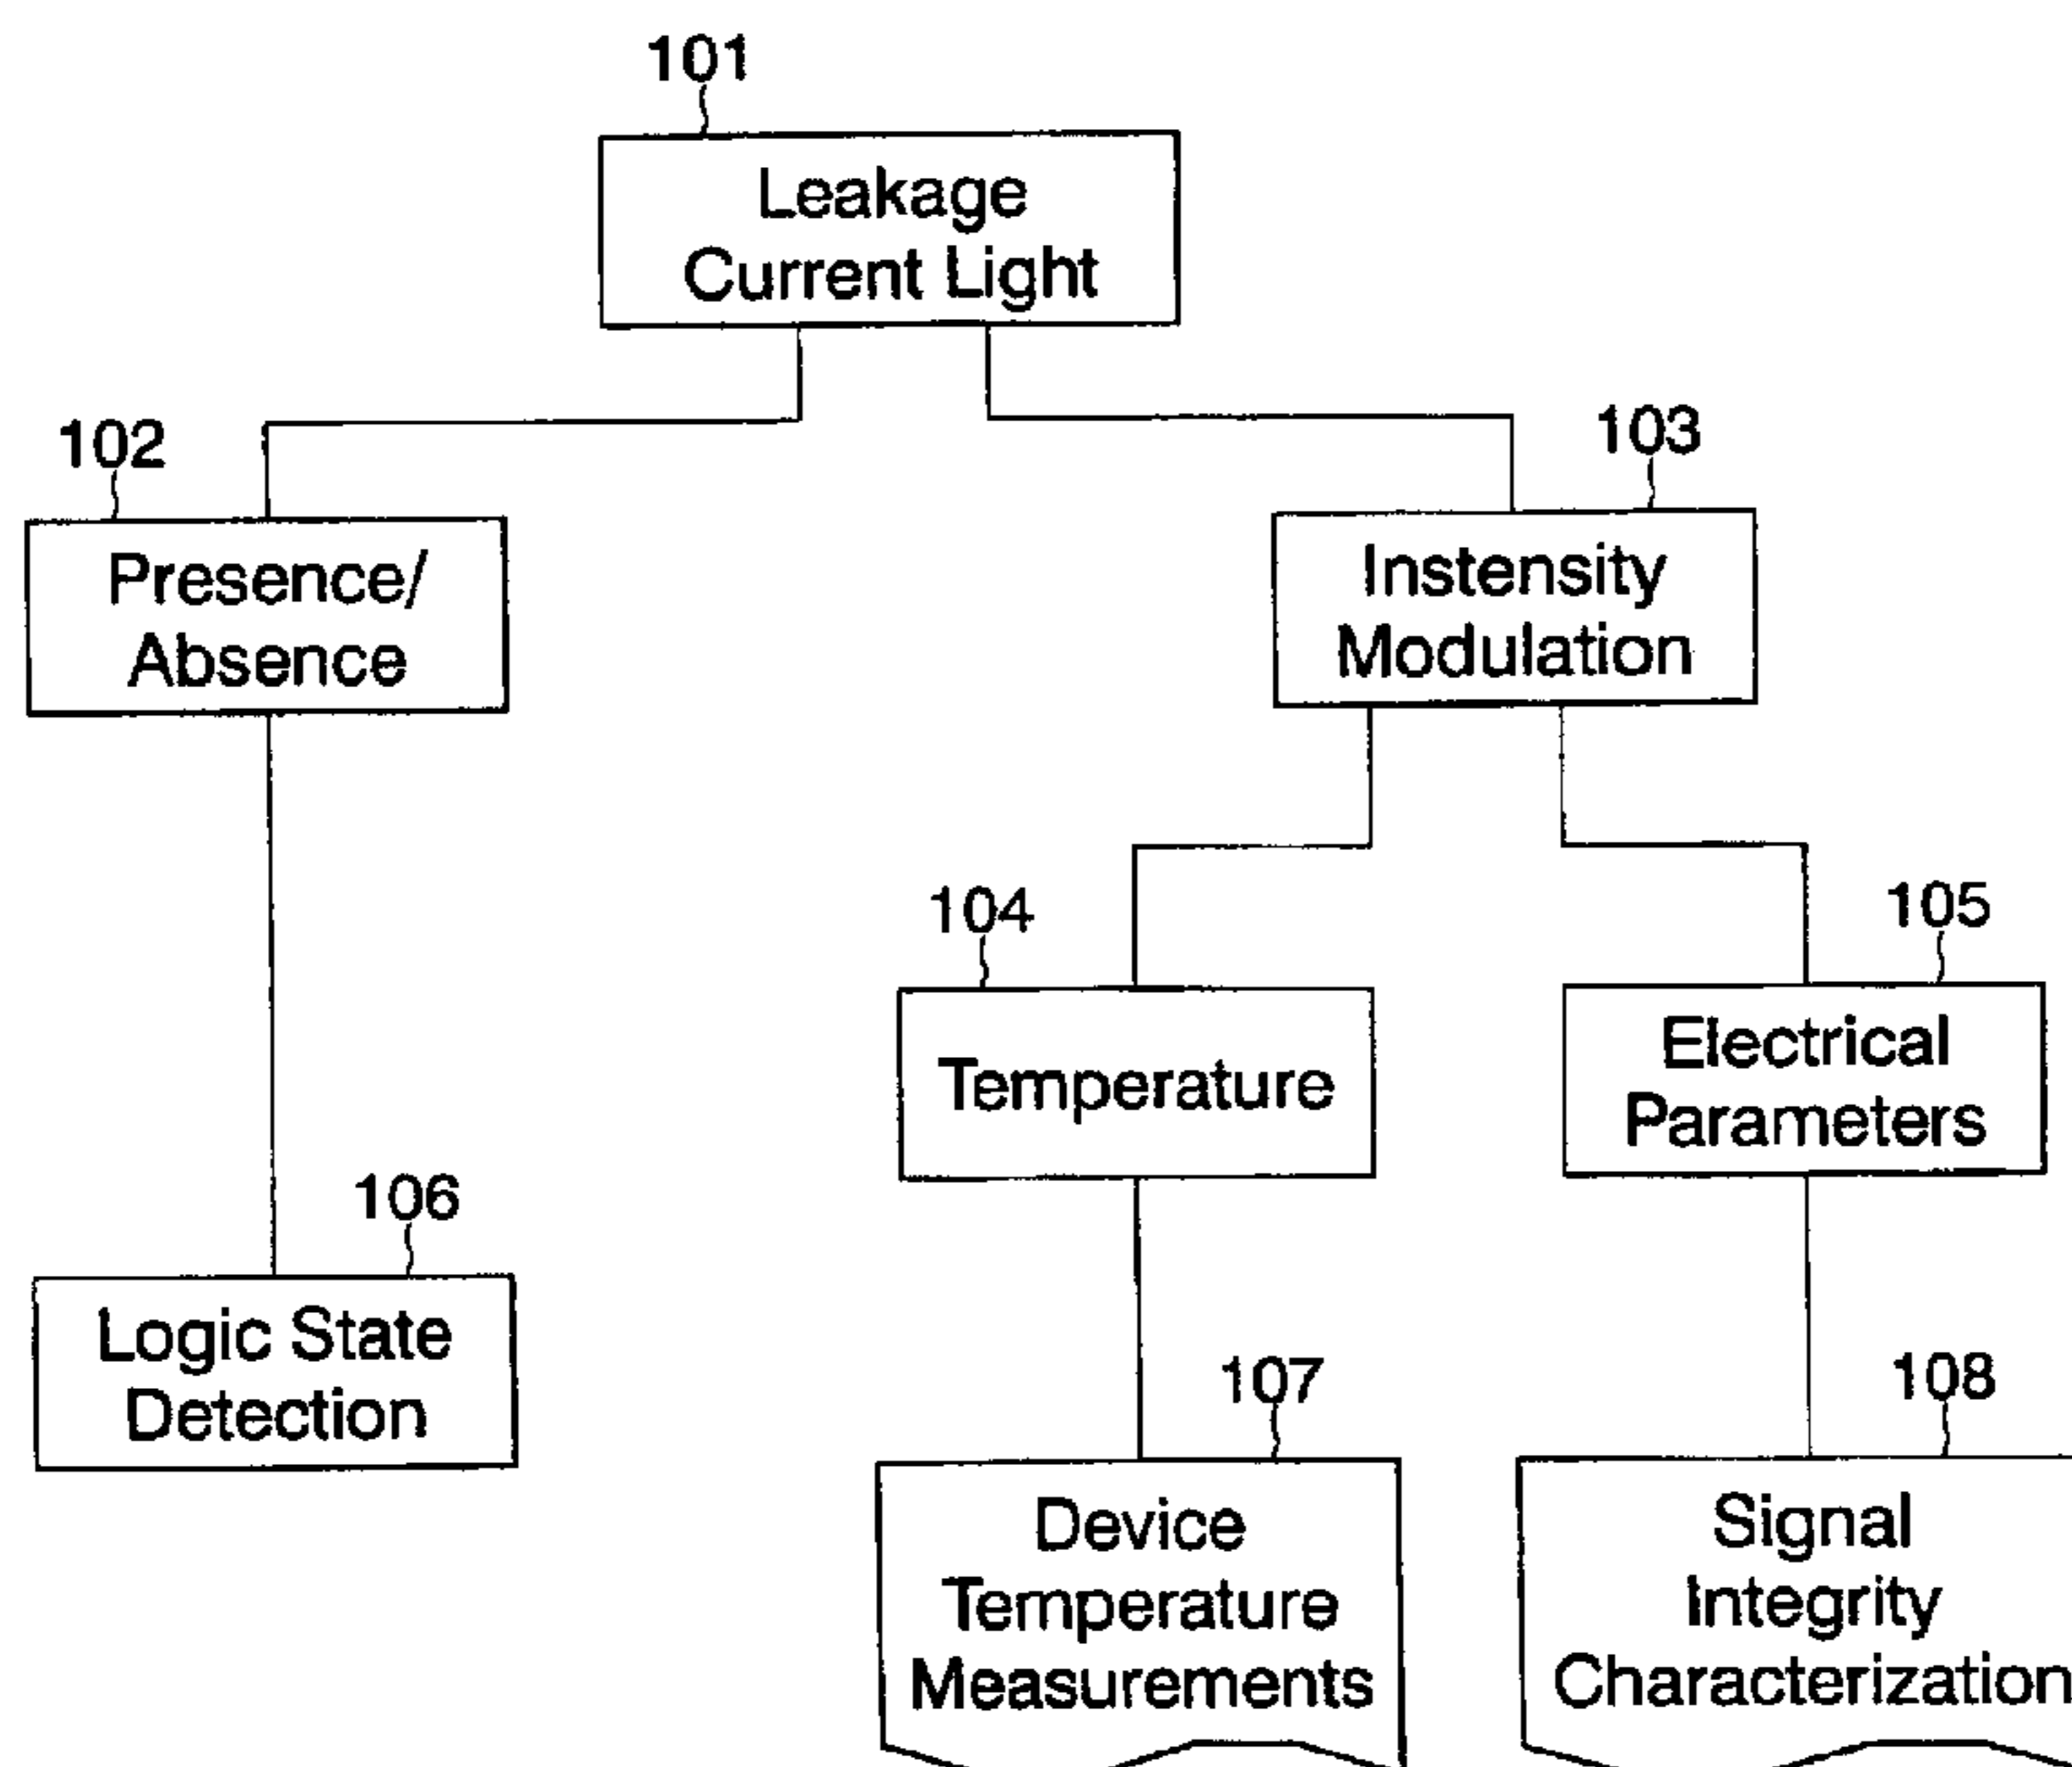 101
Leakage
Current Light
102
Presence/
Absence
103
Instensity
Modulation
104
Temperature
105
Electrical
Parameters
106
Logic State
Detection
107
Device
Temperature
Measurements
108
Signal
Integrity
Characterization